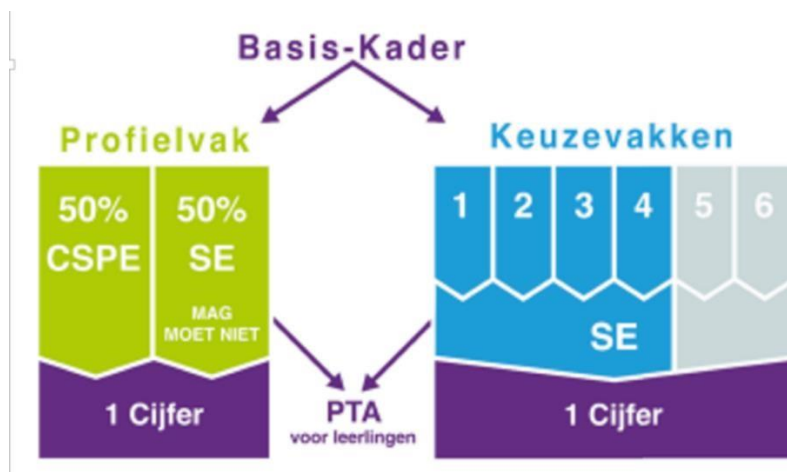 Basis-Kader
Profielvak
Keuzevakken
50%
CSPE
50%
SE
MAG
MOET NIET
1 Cijfer
PTA
voor leerlingen
1
2
3
4
5
6
SE
1 Cijfer